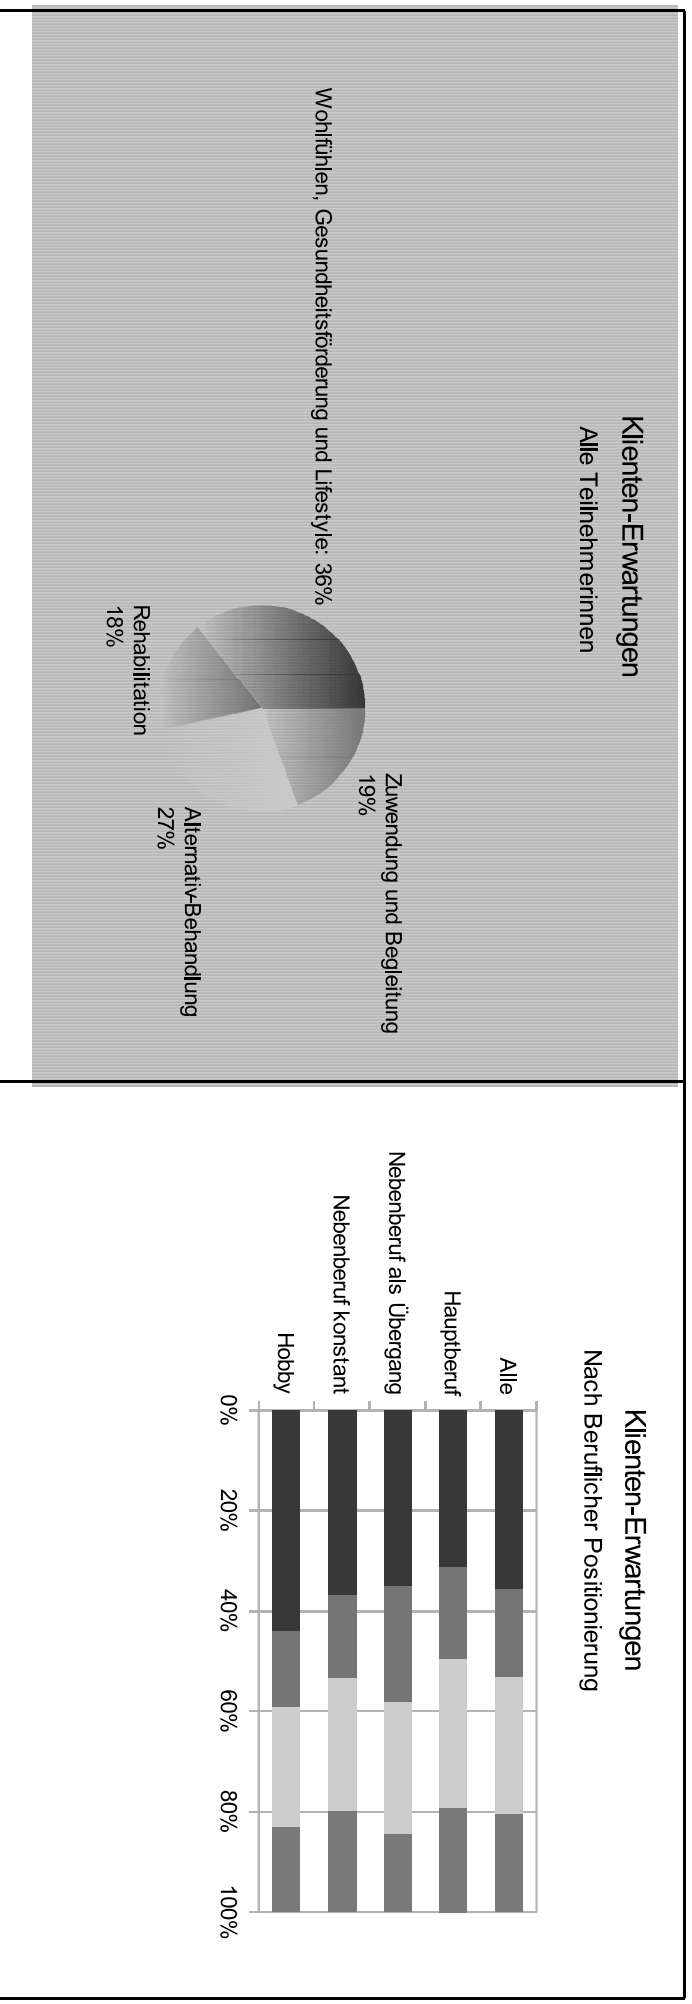 Klienten-Erwartungen
Alle Teilnehmerinnen
Zuwendung und Begleitung
19%
Wohlfühlen, Gesundheitsförderung und Lifestyle: 36%
Alternativ-Behandlung
27%
Rehabilitation
18%
Klienten-Erwartungen
Nach Beruflicher Positionierung
Alle
Hauptberuf
Nebenberuf als Übergang
Nebenberuf konstant
Hobby
0%
20%
40%
60%
80%
100%